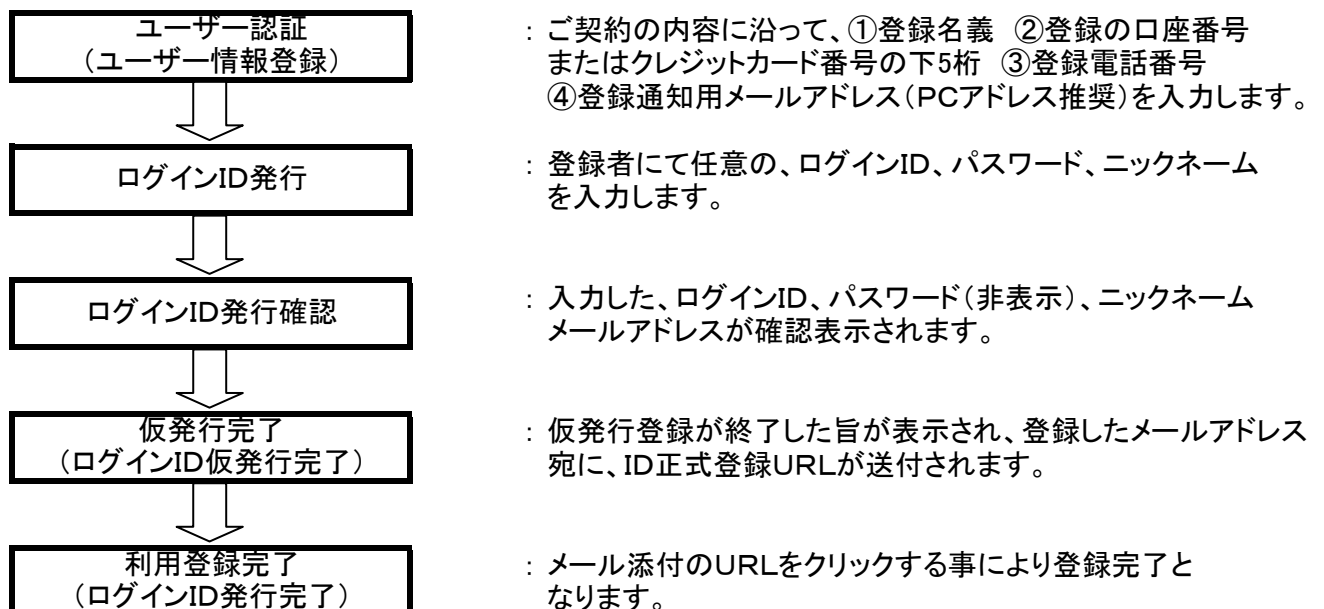 ユーザー認証
（ユーザー情報登録）
： ご契約の内容に沿って、①登録名義　②登録の口座番号
またはクレジットカード番号の下5桁　③登録電話番号
④登録通知用メールアドレス（ＰＣアドレス推奨）を入力します。
ログインID発行
： 登録者にて任意の、ログインID、パスワード、ニックネーム
を入力します。
ログインID発行確認
： 入力した、ログインID、パスワード（非表示）、ニックネーム
メールアドレスが確認表示されます。
仮発行完了
（ログインID仮発行完了）
： 仮発行登録が終了した旨が表示され、登録したメールアドレス
宛に、ID正式登録ＵＲＬが送付されます。
利用登録完了
（ログインID発行完了）
： メール添付のＵＲＬをクリックする事により登録完了と
なります。